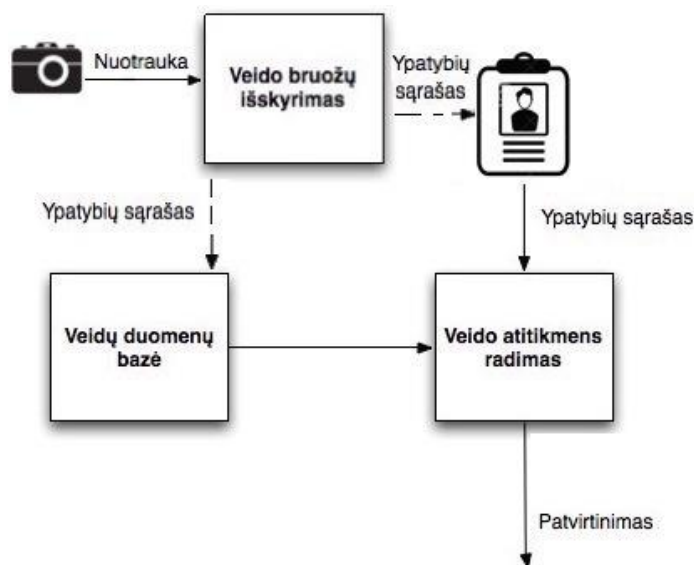 Nuotrauka
Veido bruožų
išskyrimas
Ypatybių
sąrašas
Ypatybių sąrašas
Ypatybių sąrašas
Veidų duomenų
bazė
Veido atitikmens
radimas
Patvirtinimas